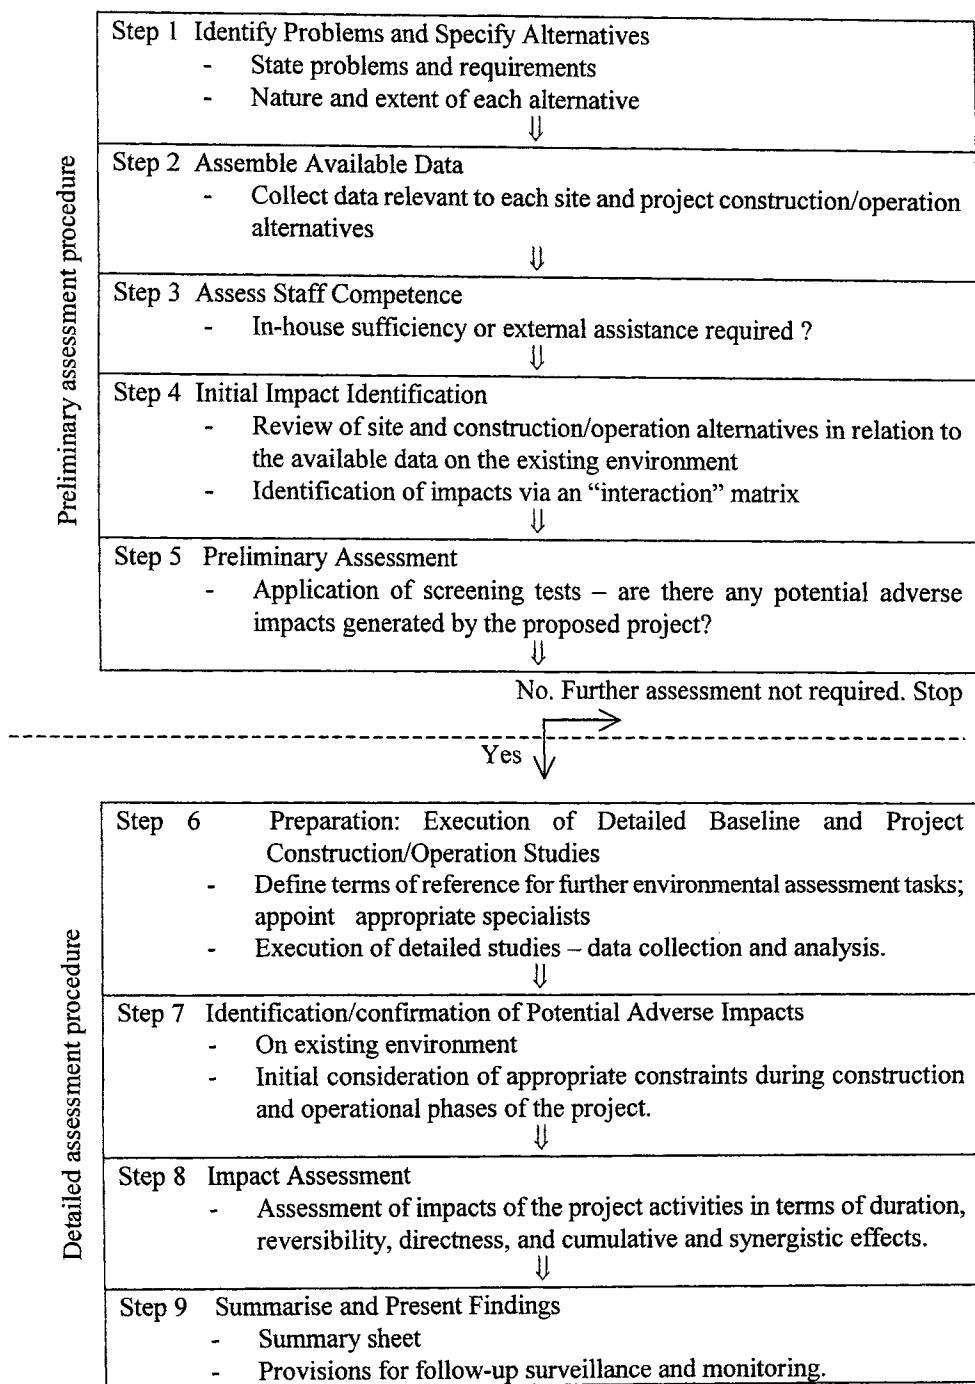 Preliminary assessment procedure
Step 1 Identify Problems and Specify Alternatives
- State problems and requirements
- Nature and extent of each alternative
⇓
Step 2 Assemble Available Data
- Collect data relevant to each site and project construction/operation
alternatives
⇓
Step 3 Assess Staff Competence
- In-house sufficiency or external assistance required ?
⇓
Step 4 Initial Impact Identification
- Review of site and construction/operation alternatives in relation to
the available data on the existing environment
- Identification of impacts via an “interaction” matrix
⇓
Step 5 Preliminary Assessment
- Application of screening tests – are there any potential adverse
impacts generated by the proposed project?
⇓
No. Further assessment not required. Stop
Yes
Detailed assessment procedure
Step 6 Preparation: Execution of Detailed Baseline and Project
Construction/Operation Studies
- Define terms of reference for further environmental assessment tasks;
appoint appropriate specialists
- Execution of detailed studies – data collection and analysis.
⇓
Step 7 Identification/confirmation of Potential Adverse Impacts
- On existing environment
- Initial consideration of appropriate constraints during construction
and operational phases of the project.
⇓
Step 8 Impact Assessment
- Assessment of impacts of the project activities in terms of duration,
reversibility, directness, and cumulative and synergistic effects.
⇓
Step 9 Summarise and Present Findings
- Summary sheet
- Provisions for follow-up surveillance and monitoring.